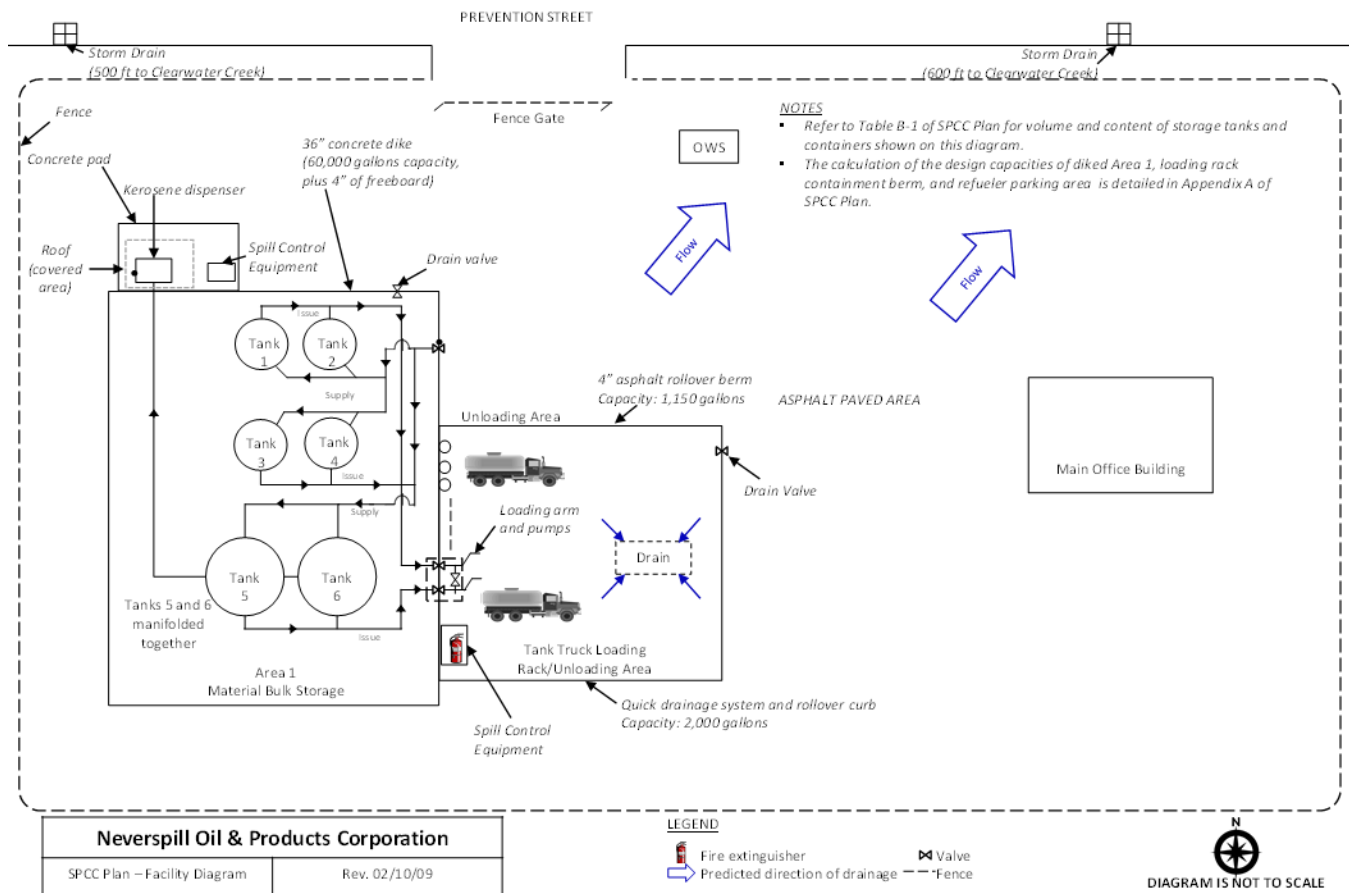 PREVENTION STREET
Storm Drain
(500 ft to Clearwater Creek)
Storm Drain
(600 ft to Clearwater Creek)
Fence
Fence Gate
NOTES
▪ Refer to Table B-1 of SPCC Plan for volume and content of storage tanks and
containers shown on this diagram.
▪ The calculation of the design capacities of diked Area 1, loading rack
containment berm, and refueler parking area is detailed in Appendix A of
SPCC Plan.
OWS
36" concrete dike
(60,000 gallons capacity,
plus 4" of freeboard)
Concrete pad
Kerosene dispenser
Roof
(covered
area)
Spill Control
Equipment
Drain valve
Flow
Flow
Issue
Tank
1
Tank
2
Supply
Tank
3
Tank
4
Issue
Supply
Tank
5
Tank
6
Tanks 5 and 6
manifolded
together
Issue
Area 1
Material Bulk Storage
4" asphalt rollover berm
Capacity: 1,150 gallons
ASPHALT PAVED AREA
Unloading Area
Drain Valve
Main Office Building
Loading arm
and pumps
Drain
Tank Truck Loading
Rack/Unloading Area
Quick drainage system and rollover curb
Capacity: 2,000 gallons
Spill Control
Equipment
Neverspill Oil & Products Corporation
SPCC Plan – Facility Diagram
Rev. 02/10/09
LEGEND
Fire extinguisher
Valve
Predicted direction of drainage
Fence
N
DIAGRAM IS NOT TO SCALE